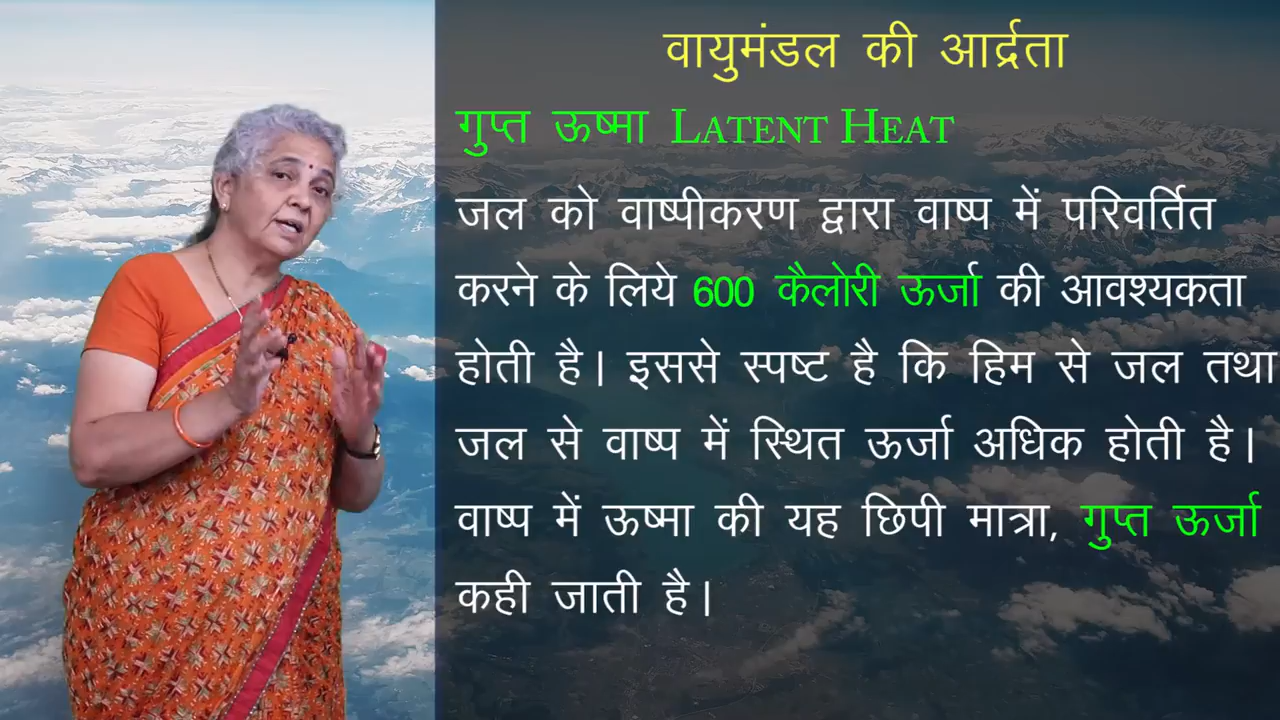 वायुमंडल की आर्द्रता
गुप्त ऊष्मा LATENT HEAT
जल को वाष्पीकरण द्वारा वाष्प में परिवर्तित
करने के लिये 600 कैलोरी ऊर्जा की आवश्यकता
होती है। इससे स्पष्ट है कि हिम से जल तथा
जल से वाष्प में स्थित ऊर्जा अधिक होती है।
वाष्प में ऊष्मा की यह छिपी मात्रा, गुप्त ऊर्जा
कही जाती है।